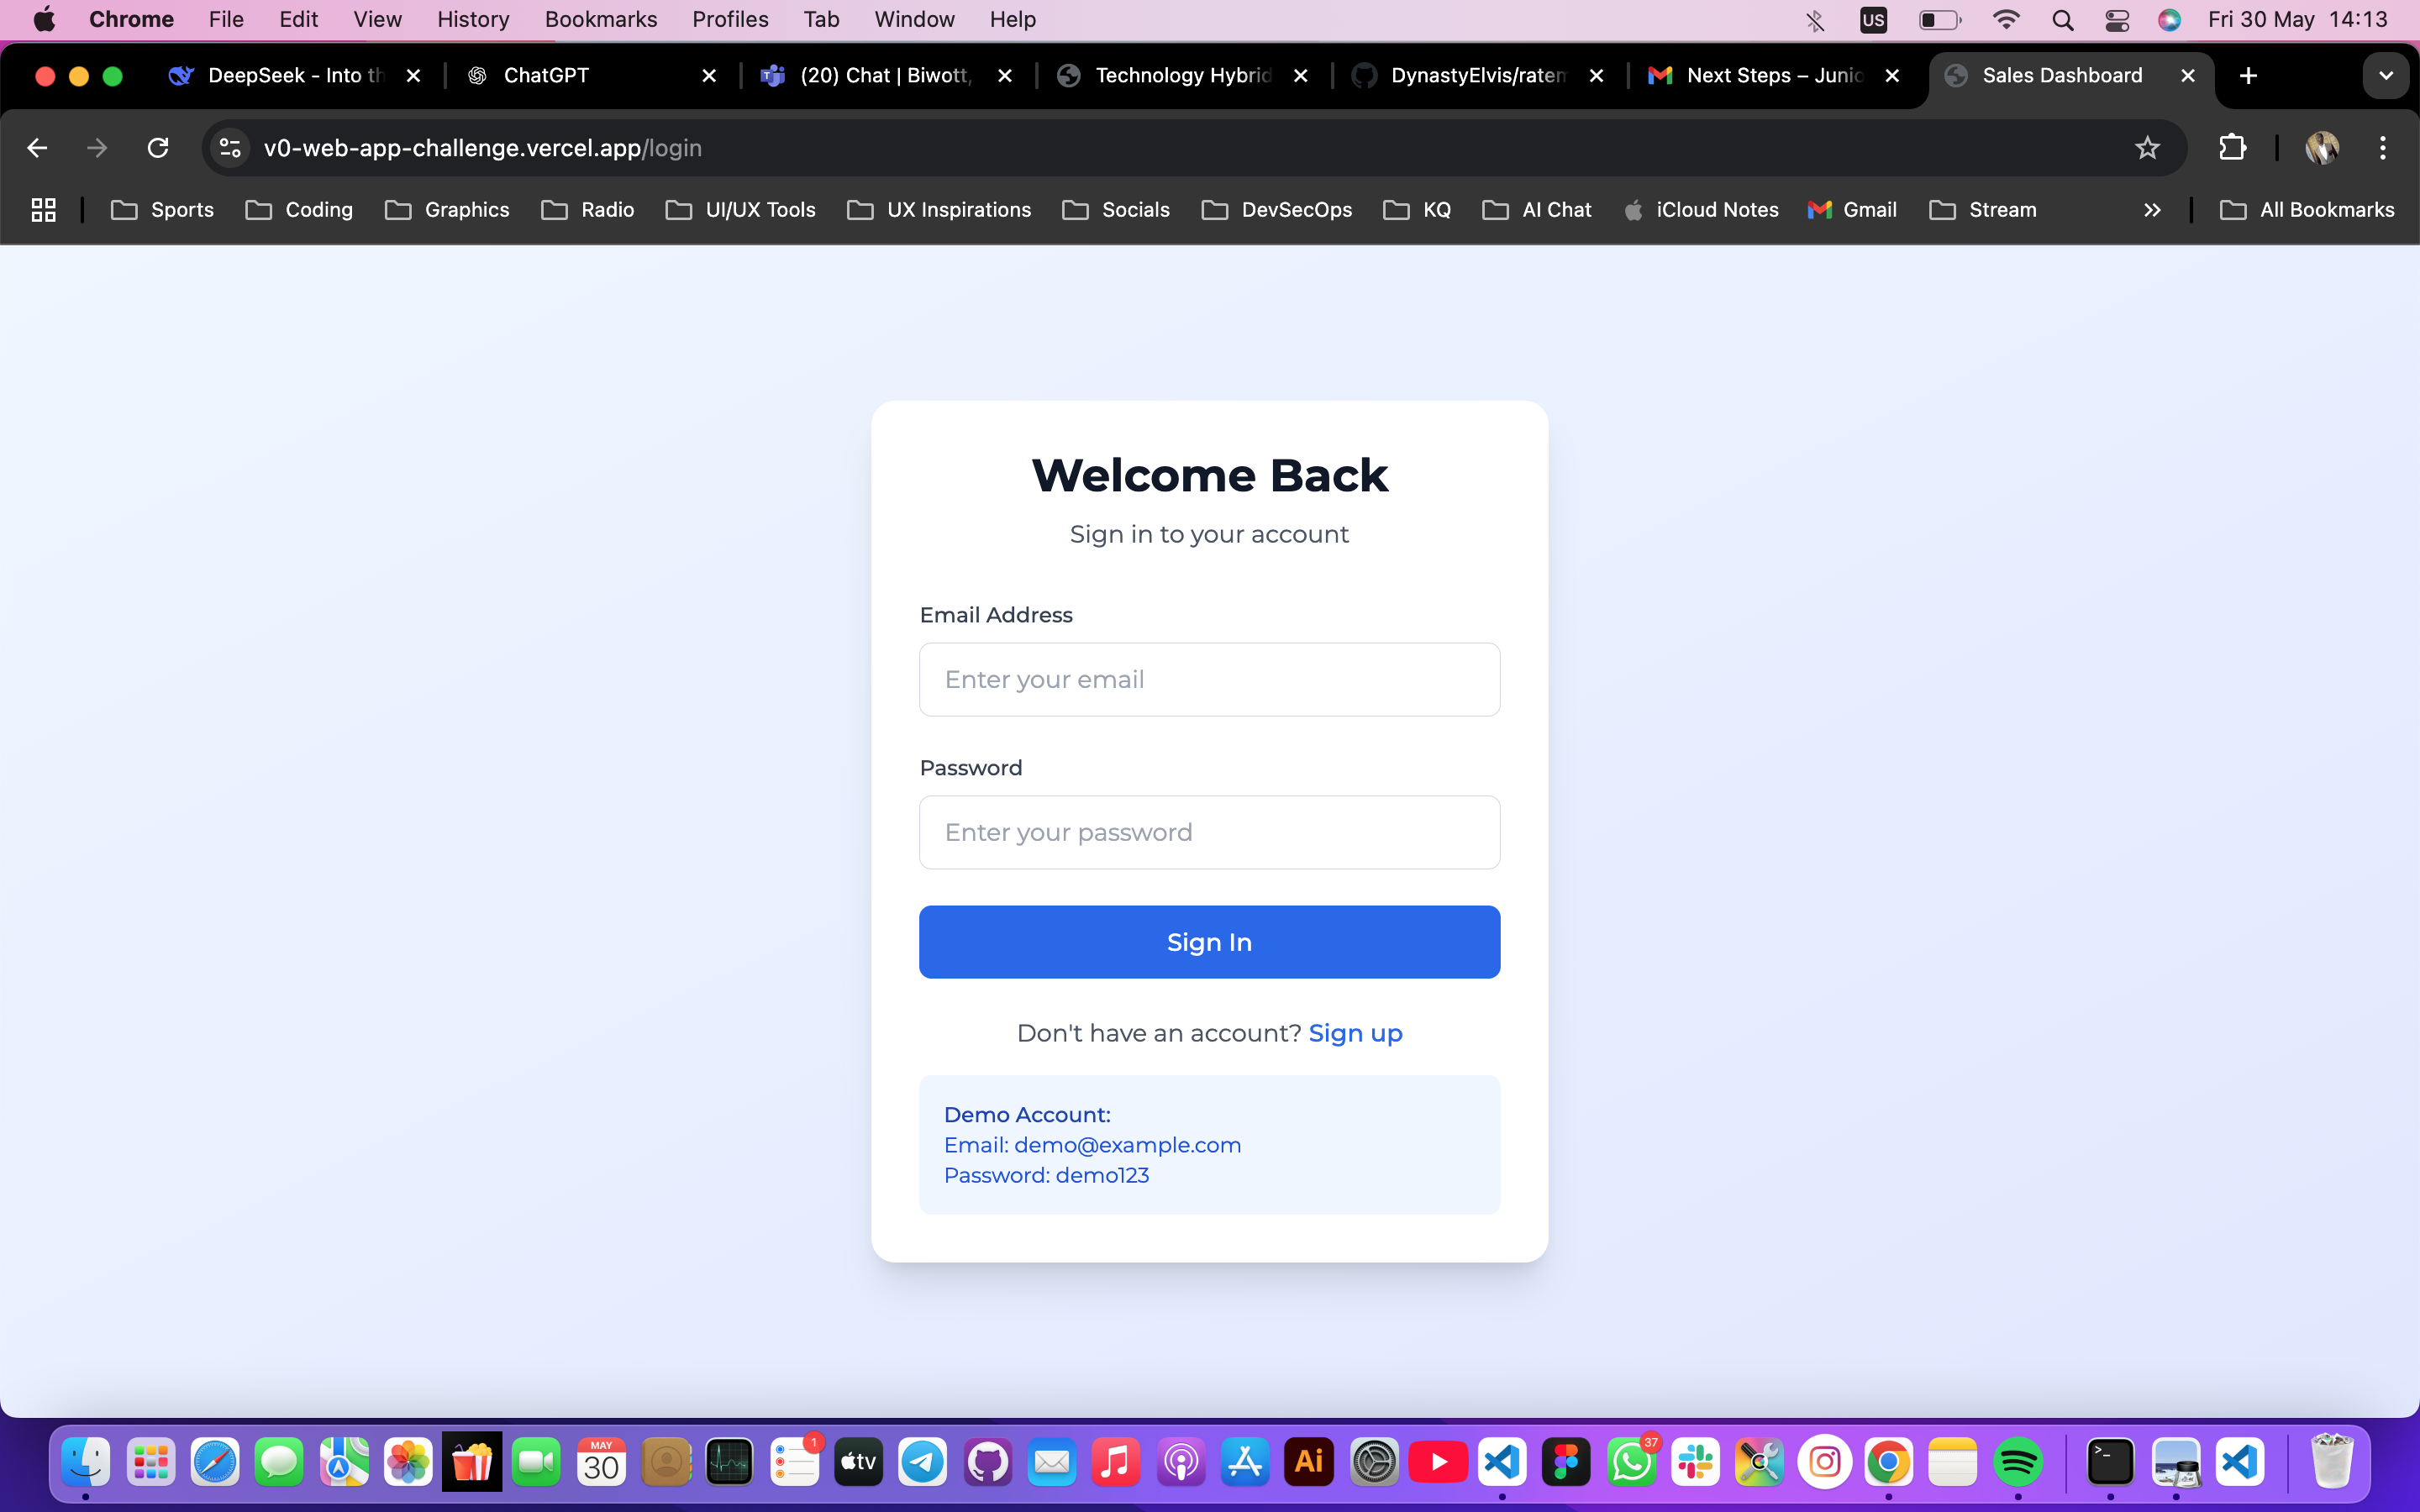 Chrome File Edit View History Bookmarks Profiles Tab Window Help US Fri 30 May 14:13
DeepSeek - Into th ChatGPT (20) Chat | Biwott, Technology Hybrid DynastyElvis/ratem Next Steps – Junio Sales Dashboard
v0-web-app-challenge.vercel.app/login
Sports Coding Graphics Radio UI/UX Tools UX Inspirations Socials DevSecOps KQ AI Chat iCloud Notes Gmail Stream All Bookmarks
Welcome Back
Sign in to your account
Email Address
Enter your email
Password
Enter your password
Sign In
Don't have an account? Sign up
Demo Account:
Email: demo@example.com
Password: demo123
MAY
30
1
tv
Ai
37